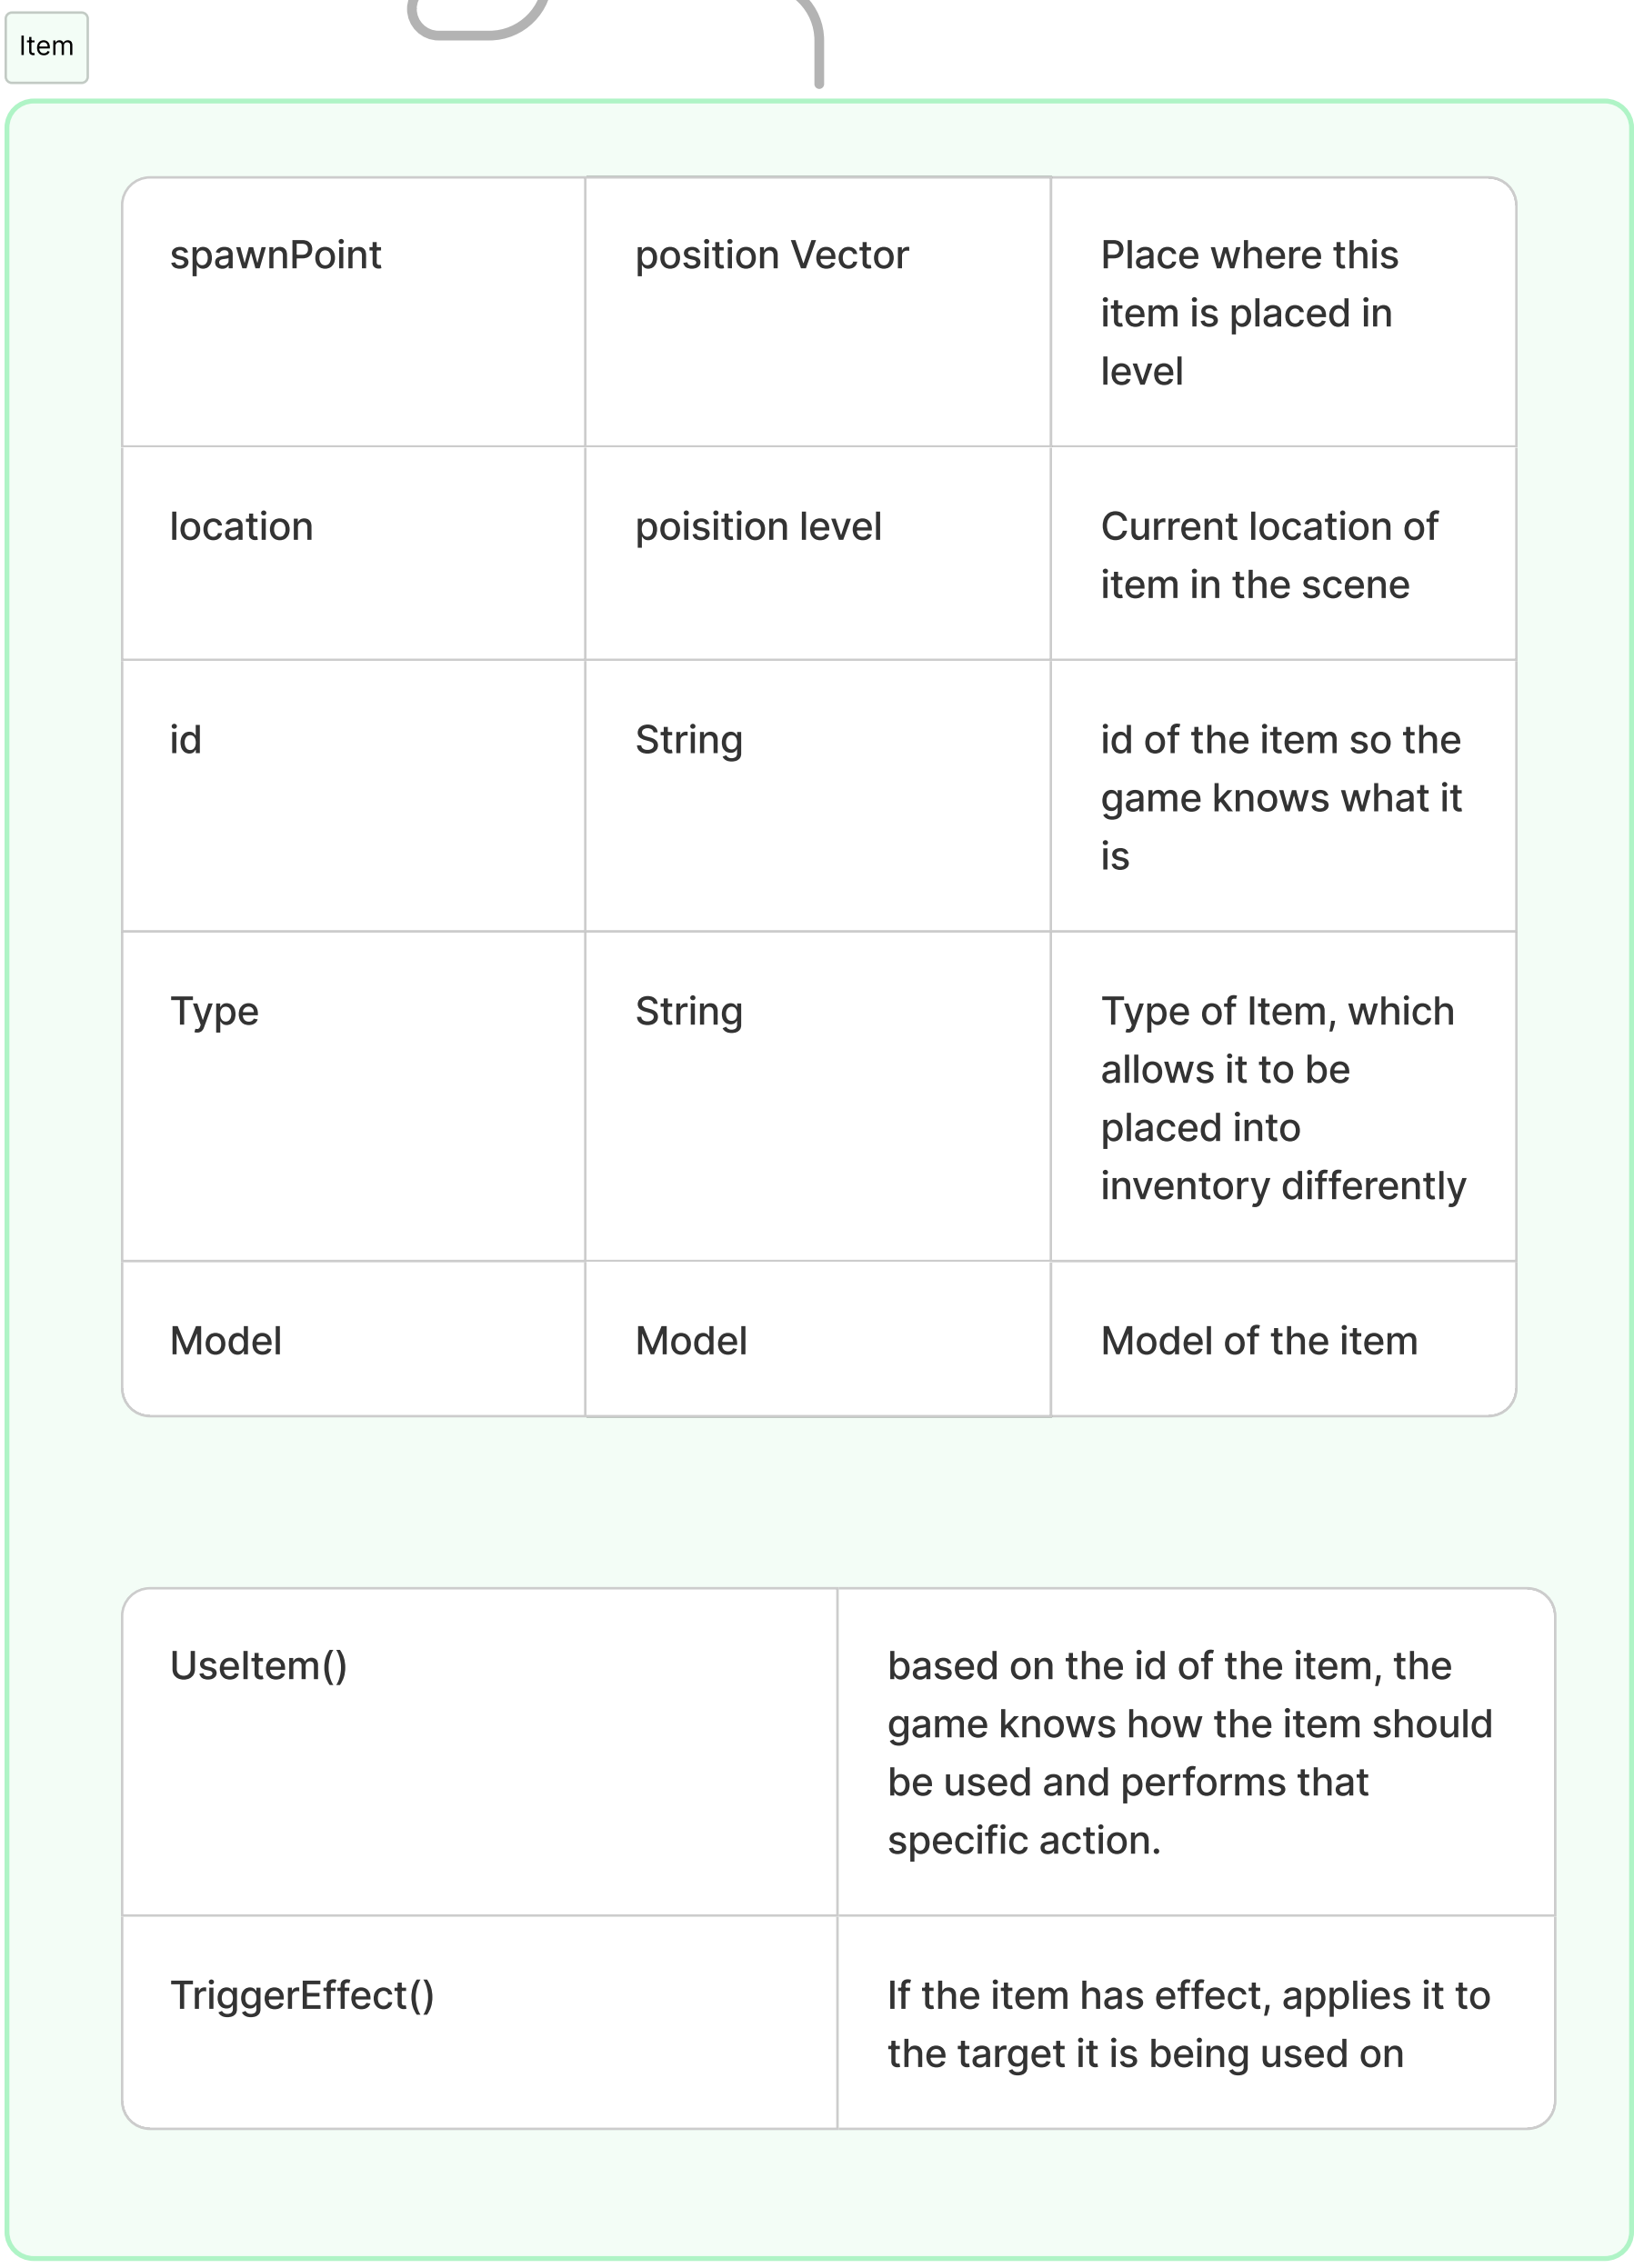 Item
spawnPoint
position Vector
Place where this
item is placed in
level
location
poisition level
Current location of
item in the scene
id
String
id of the item so the
game knows what it
is
Type
String
Type of Item, which
allows it to be
placed into
inventory differently
Model
Model
Model of the item
UseItem()
based on the id of the item, the
game knows how the item should
be used and performs that
specific action.
TriggerEffect()
If the item has effect, applies it to
the target it is being used on